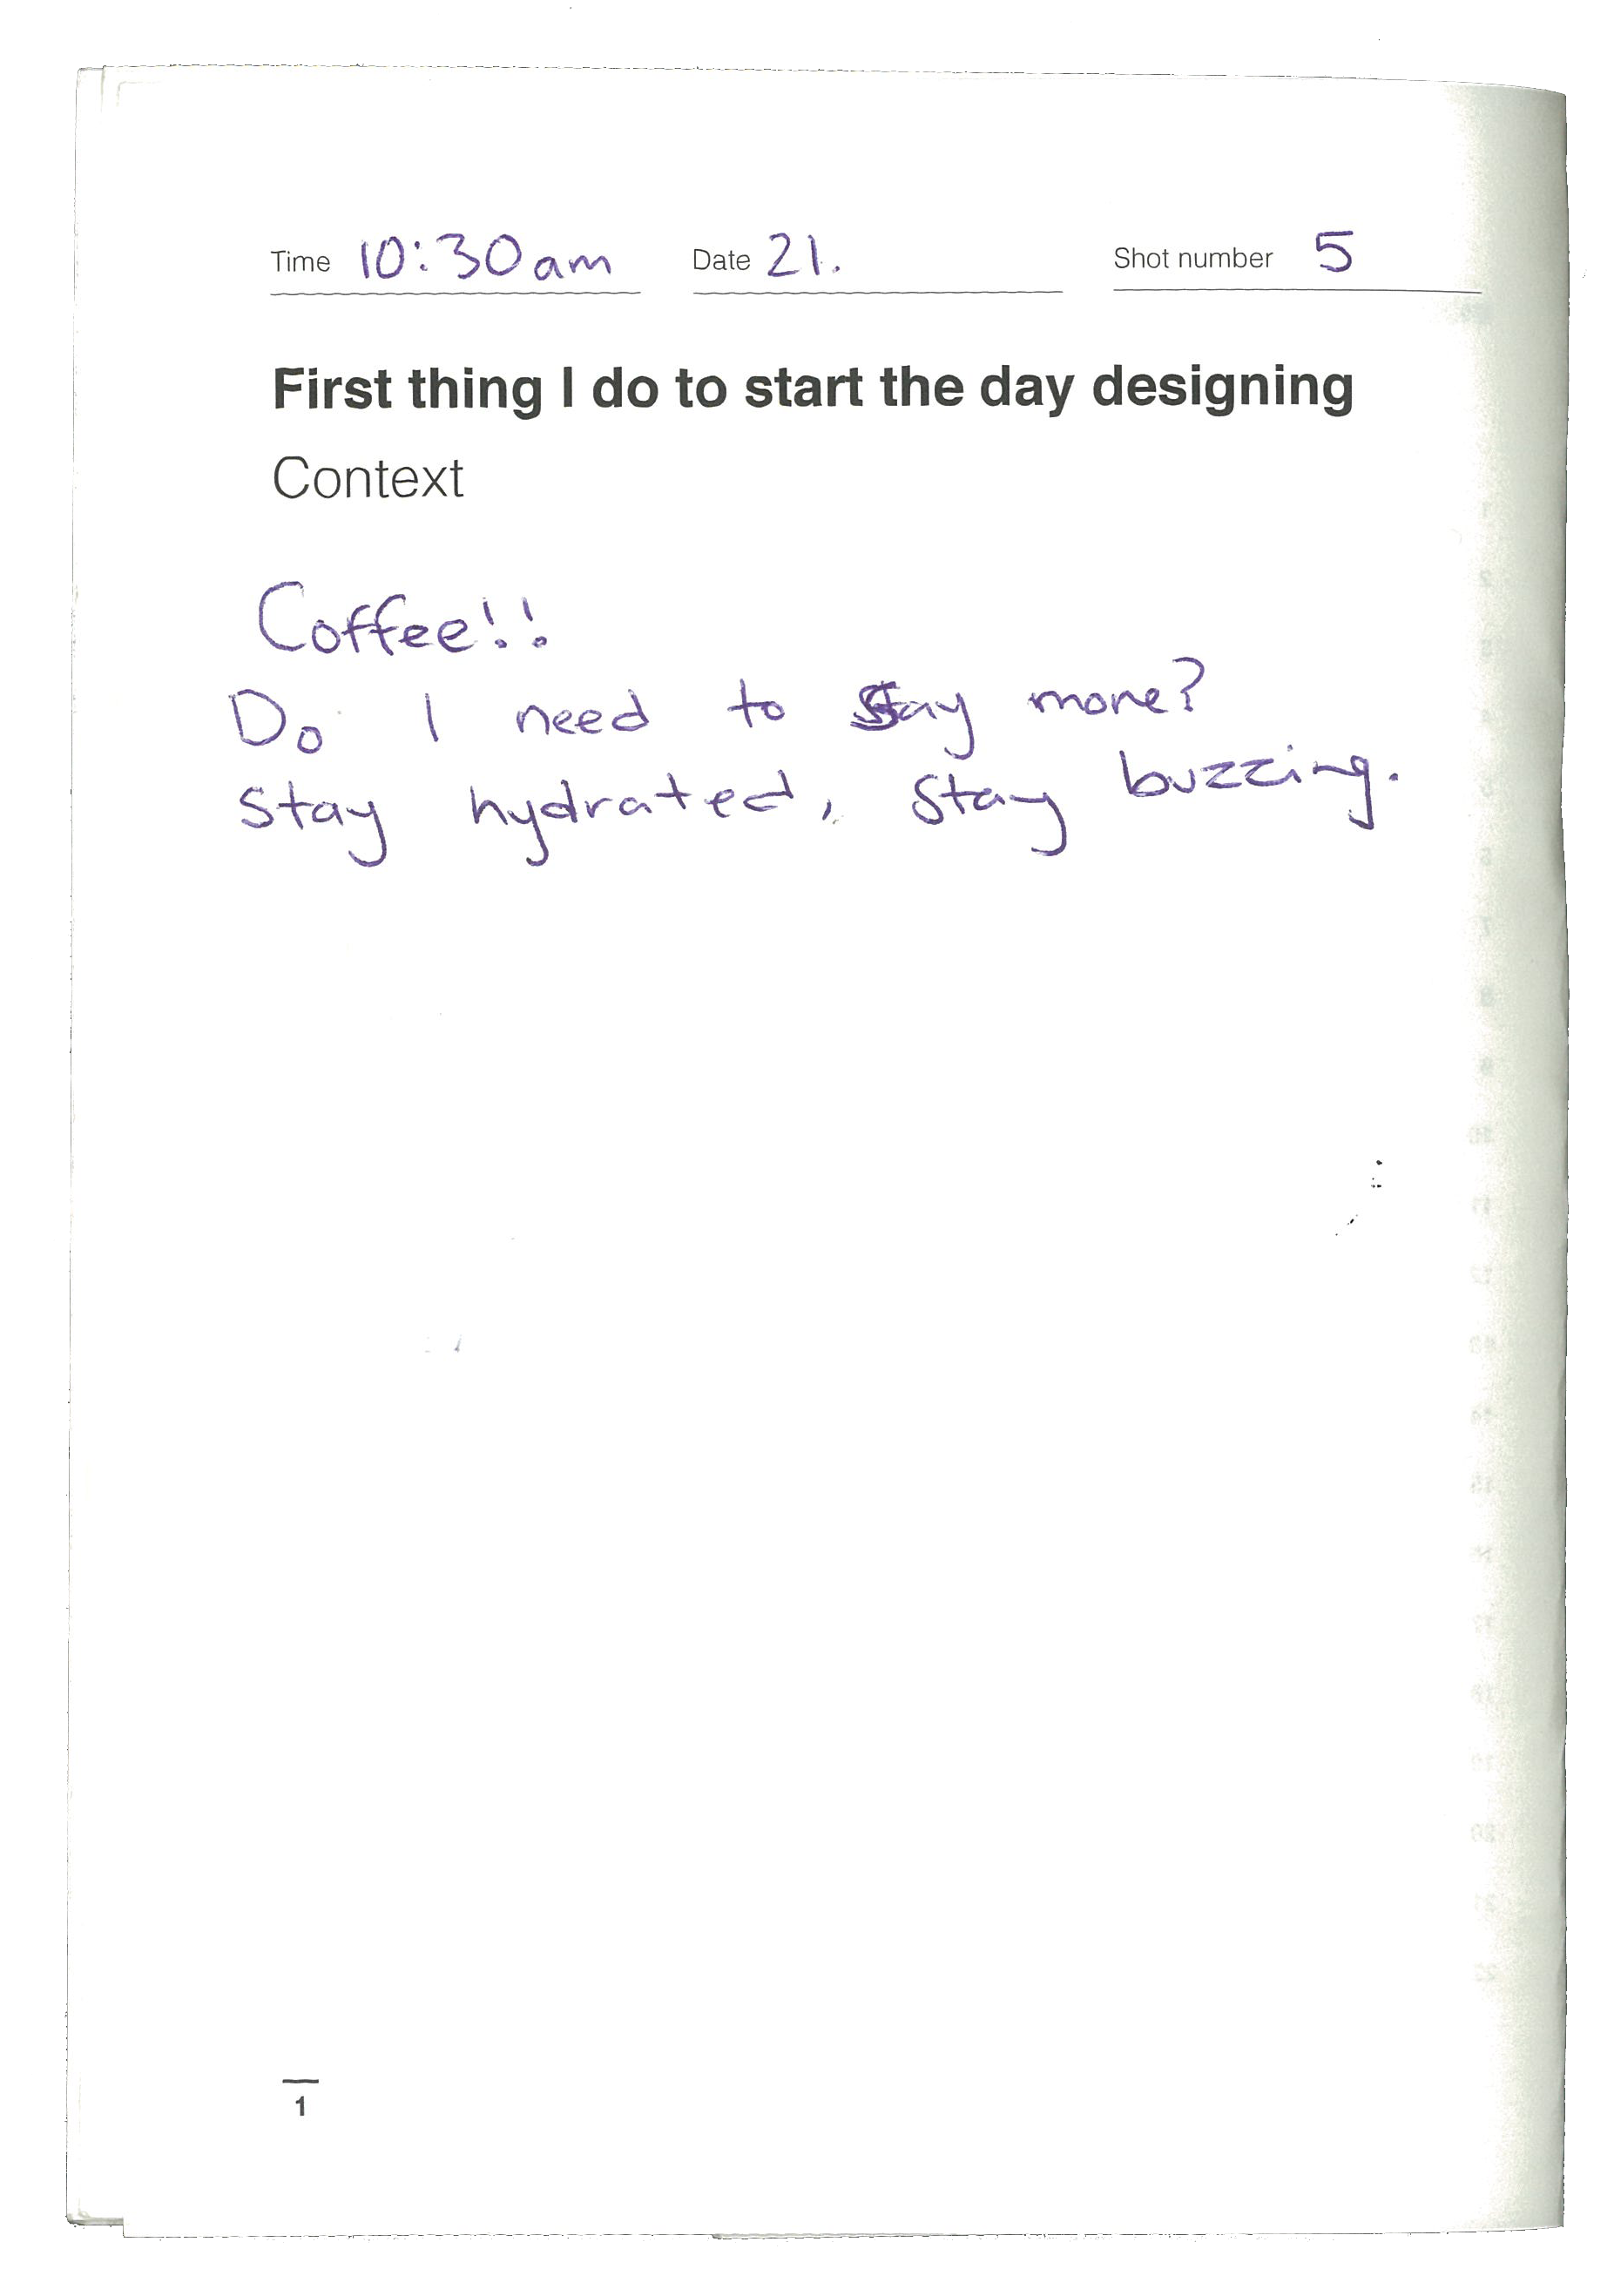 Time 10:30am Date 21. Shot number 5
First thing I do to start the day designing
Context
Coffee!!
Do I need to say more?
stay hydrated, stay buzzing.
1